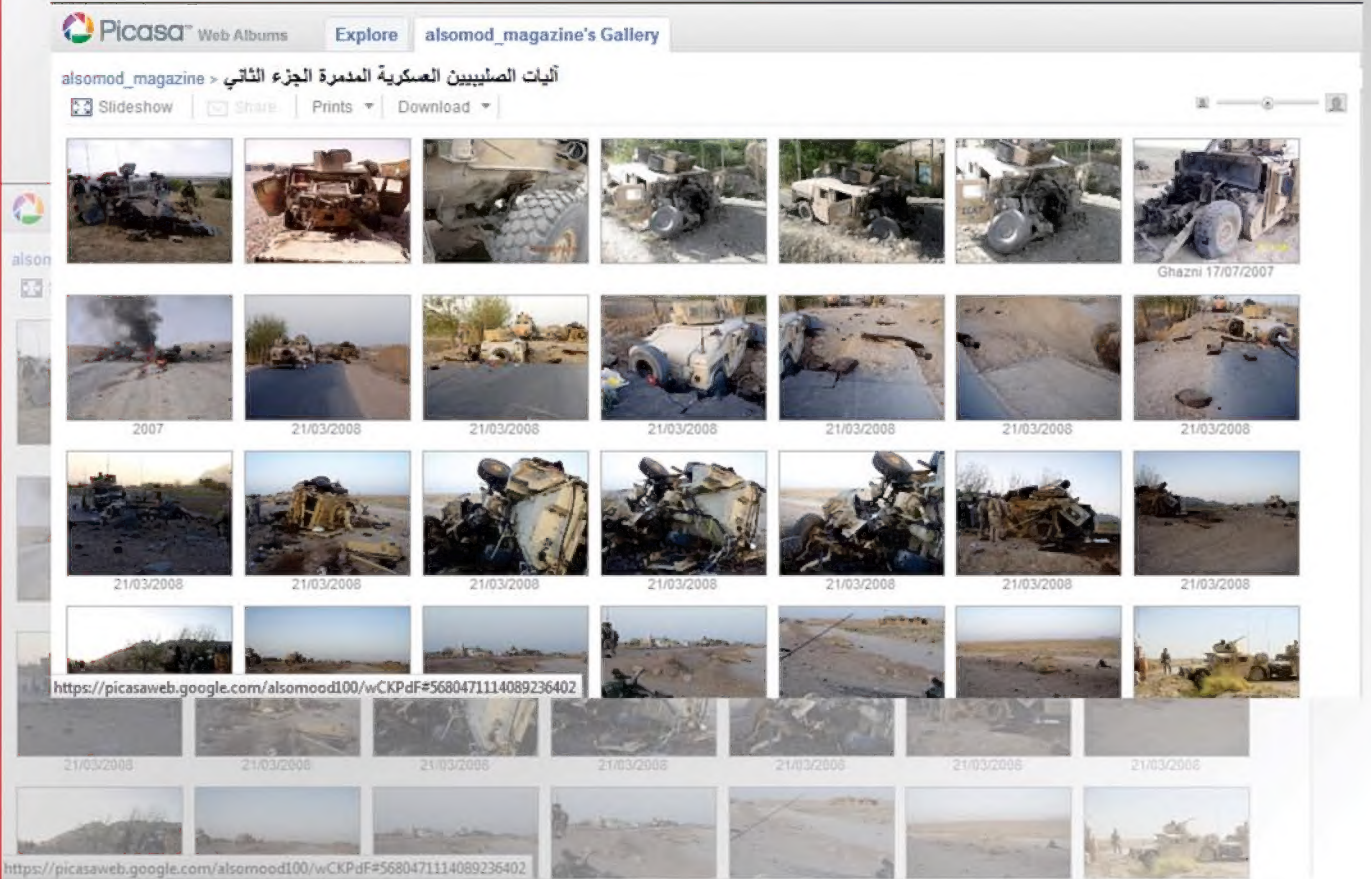 Picasa™ Web Albums Explore alsomod_magazine's Gallery
alsomod_magazine > آليات الصليبيين العسكرية المدمرة الجزء الثاني
Slideshow Share Prints Download
Ghazni 17/07/2007
2007 21/03/2008 21/03/2008 21/03/2008 21/03/2008 21/03/2008 21/03/2008
21/03/2008 21/03/2008 21/03/2008 21/03/2008 21/03/2008 21/03/2008 21/03/2008
https://picasaweb.google.com/alsomood100/wCKPdF#5680471114089236402
21/03/2008 21/03/2008 21/03/2008 21/03/2008 21/03/2008 21/03/2008 21/03/2008
https://picasaweb.google.com/alsomood100/wCKPdF#5680471114089236402